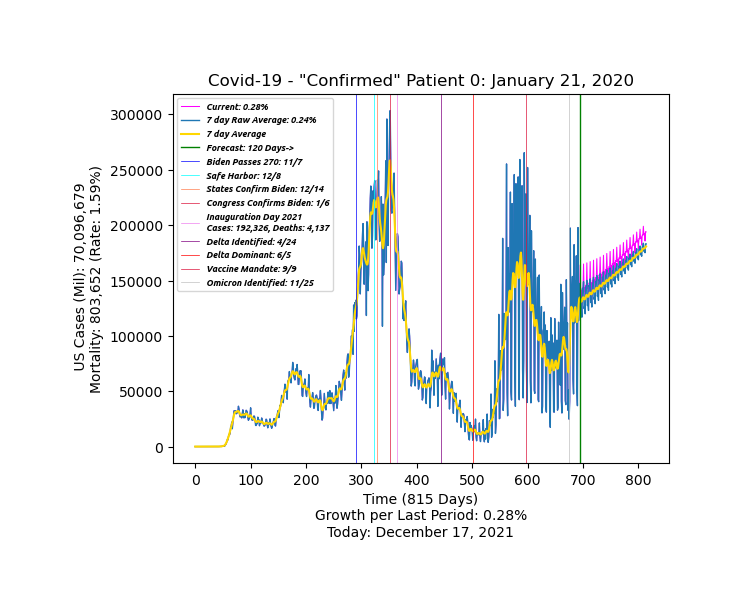 Covid-19 - "Confirmed" Patient 0: January 21, 2020
Current: 0.28%
7 day Raw Average: 0.24%
7 day Average
Forecast: 120 Days->
Biden Passes 270: 11/7
Safe Harbor: 12/8
States Confirm Biden: 12/14
Congress Confirms Biden: 1/6
Inauguration Day 2021
Cases: 192,326, Deaths: 4,137
Delta Identified: 4/24
Delta Dominant: 6/5
Vaccine Mandate: 9/9
Omicron Identified: 11/25
US Cases (Mil): 70,096,679
Mortality: 803,652 (Rate: 1.59%)
300000
250000
200000
150000
100000
50000
0
0 100 200 300 400 500 600 700 800
Time (815 Days)
Growth per Last Period: 0.28%
Today: December 17, 2021